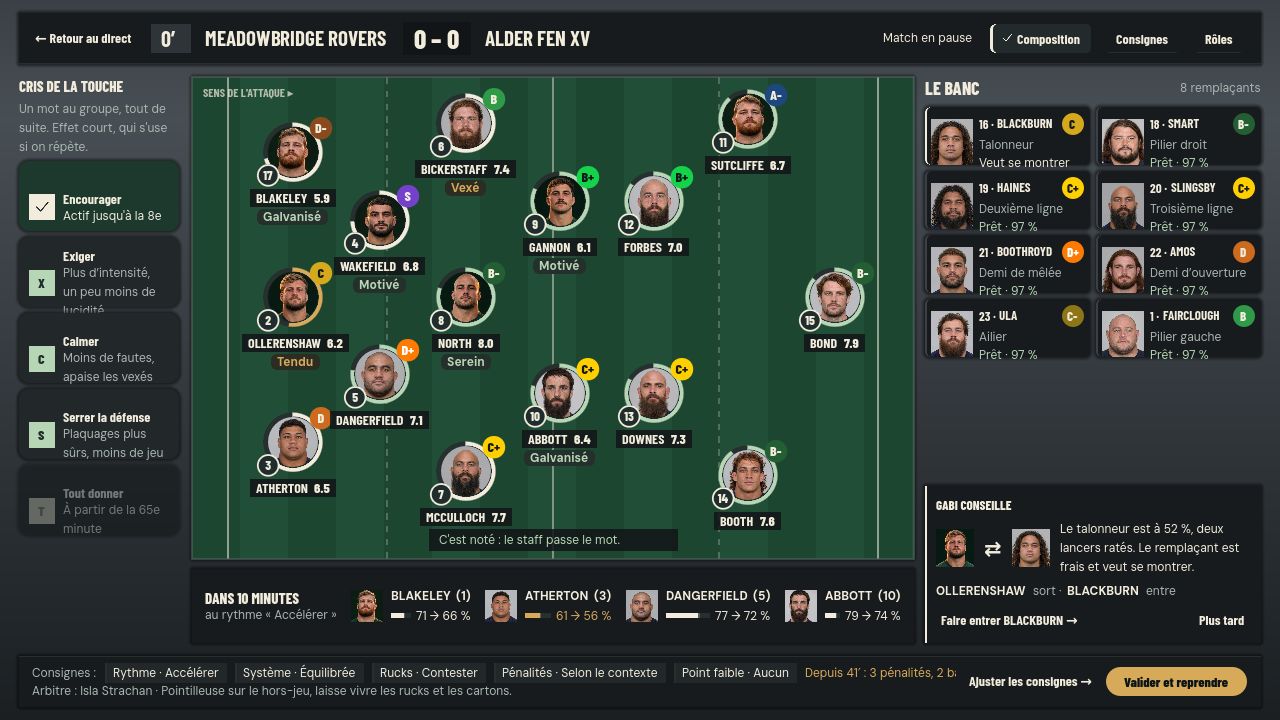 ← Retour au direct
0′
MEADOWBRIDGE ROVERS
0 – 0
ALDER FEN XV
Match en pause
✓ Composition
Consignes
Rôles
CRIS DE LA TOUCHE
Un mot au groupe, tout de
suite. Effet court, qui s'use
si on répète.
Encourager
Actif jusqu'à la 8e
X
Exiger
Plus d'intensité,
un peu moins de
lucidité
C
Calmer
Moins de fautes,
apaise les vexés
S
Serrer la défense
Plaquages plus
sûrs, moins de jeu
T
Tout donner
À partir de la 65e
minute
SENS DE L'ATTAQUE ▸
D-
17
BLAKELEY 5.9
Galvanisé
B
6
BICKERSTAFF 7.4
Vexé
A-
11
SUTCLIFFE 6.7
S
4
WAKEFIELD 6.8
Motivé
B+
9
GANNON 6.1
Motivé
B+
12
FORBES 7.0
C
2
OLLERENSHAW 6.2
Tendu
B-
8
NORTH 8.0
Serein
B-
15
BOND 7.9
D+
5
DANGERFIELD 7.1
C+
10
ABBOTT 6.4
Galvanisé
C+
13
DOWNES 7.3
D
3
ATHERTON 6.5
C+
7
MCCULLOCH 7.7
B-
14
BOOTH 7.6
C'est noté : le staff passe le mot.
LE BANC
8 remplaçants
16 · BLACKBURN
C
Talonneur
Veut se montrer
18 · SMART
B-
Pilier droit
Prêt · 97 %
19 · HAINES
C+
Deuxième ligne
Prêt · 97 %
20 · SLINGSBY
C+
Troisième ligne
Prêt · 97 %
21 · BOOTHROYD
D+
Demi de mêlée
Prêt · 97 %
22 · AMOS
D
Demi d'ouverture
Prêt · 97 %
23 · ULA
C-
Ailier
Prêt · 97 %
1 · FAIRCLOUGH
B
Pilier gauche
Prêt · 97 %
GABI CONSEILLE
Le talonneur est à 52 %, deux
lancers ratés. Le remplaçant est
frais et veut se montrer.
OLLERENSHAW sort · BLACKBURN entre
Faire entrer BLACKBURN →
Plus tard
DANS 10 MINUTES
au rythme « Accélérer »
BLAKELEY (1)
71 → 66 %
ATHERTON (3)
61 → 56 %
DANGERFIELD (5)
77 → 72 %
ABBOTT (10)
79 → 74 %
Consignes :
Rythme · Accélérer
Système · Équilibrée
Rucks · Contester
Pénalités · Selon le contexte
Point faible · Aucun
Depuis 41′ : 3 pénalités, 2
Arbitre : Isla Strachan · Pointilleuse sur le hors-jeu, laisse vivre les rucks et les cartons.
Ajuster les consignes →
Valider et reprendre